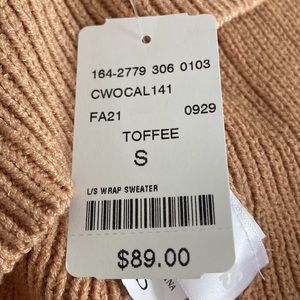 164-2779 306 0103
CWOCAL141
FA21 0929
TOFFEE
S
L/S WRAP SWEATER
$89.00